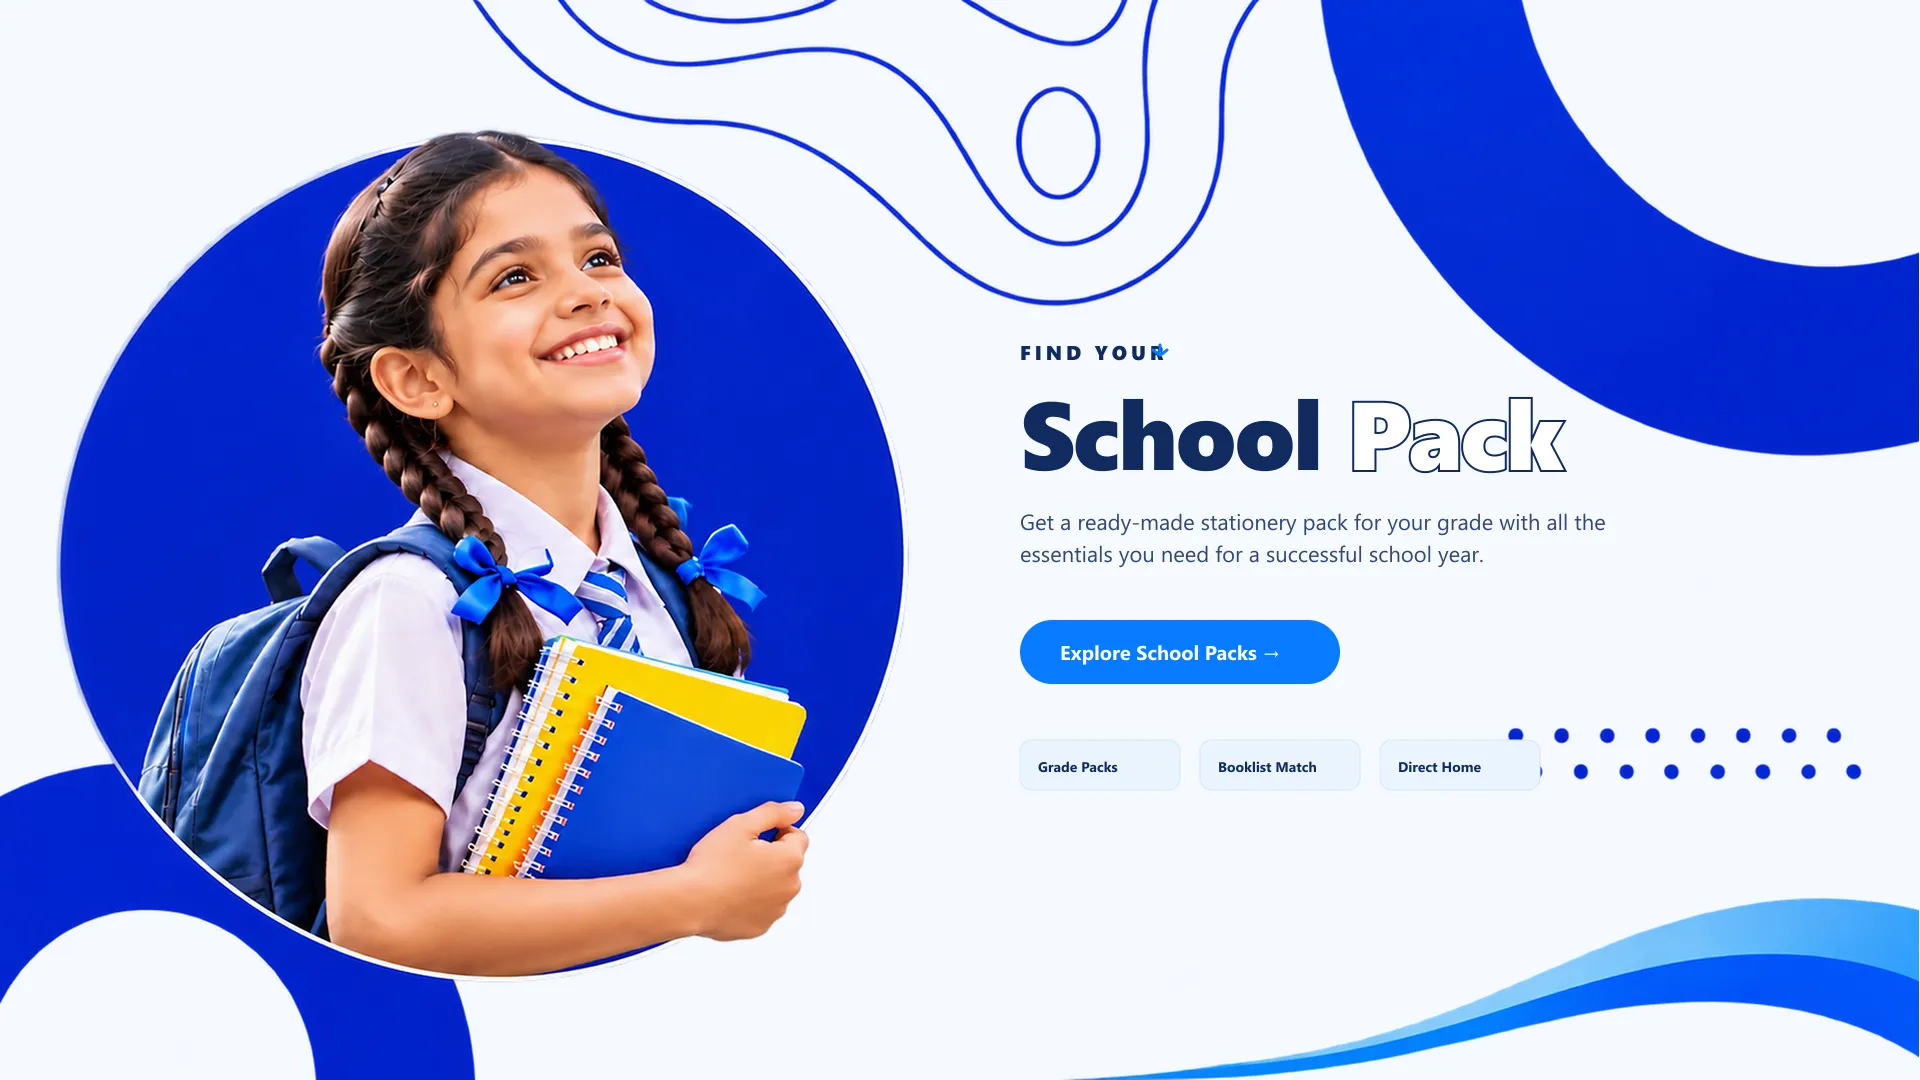 FIND YOUR
School Pack
Get a ready-made stationery pack for your grade with all the
essentials you need for a successful school year.
Explore School Packs →
Grade Packs
Booklist Match
Direct Home